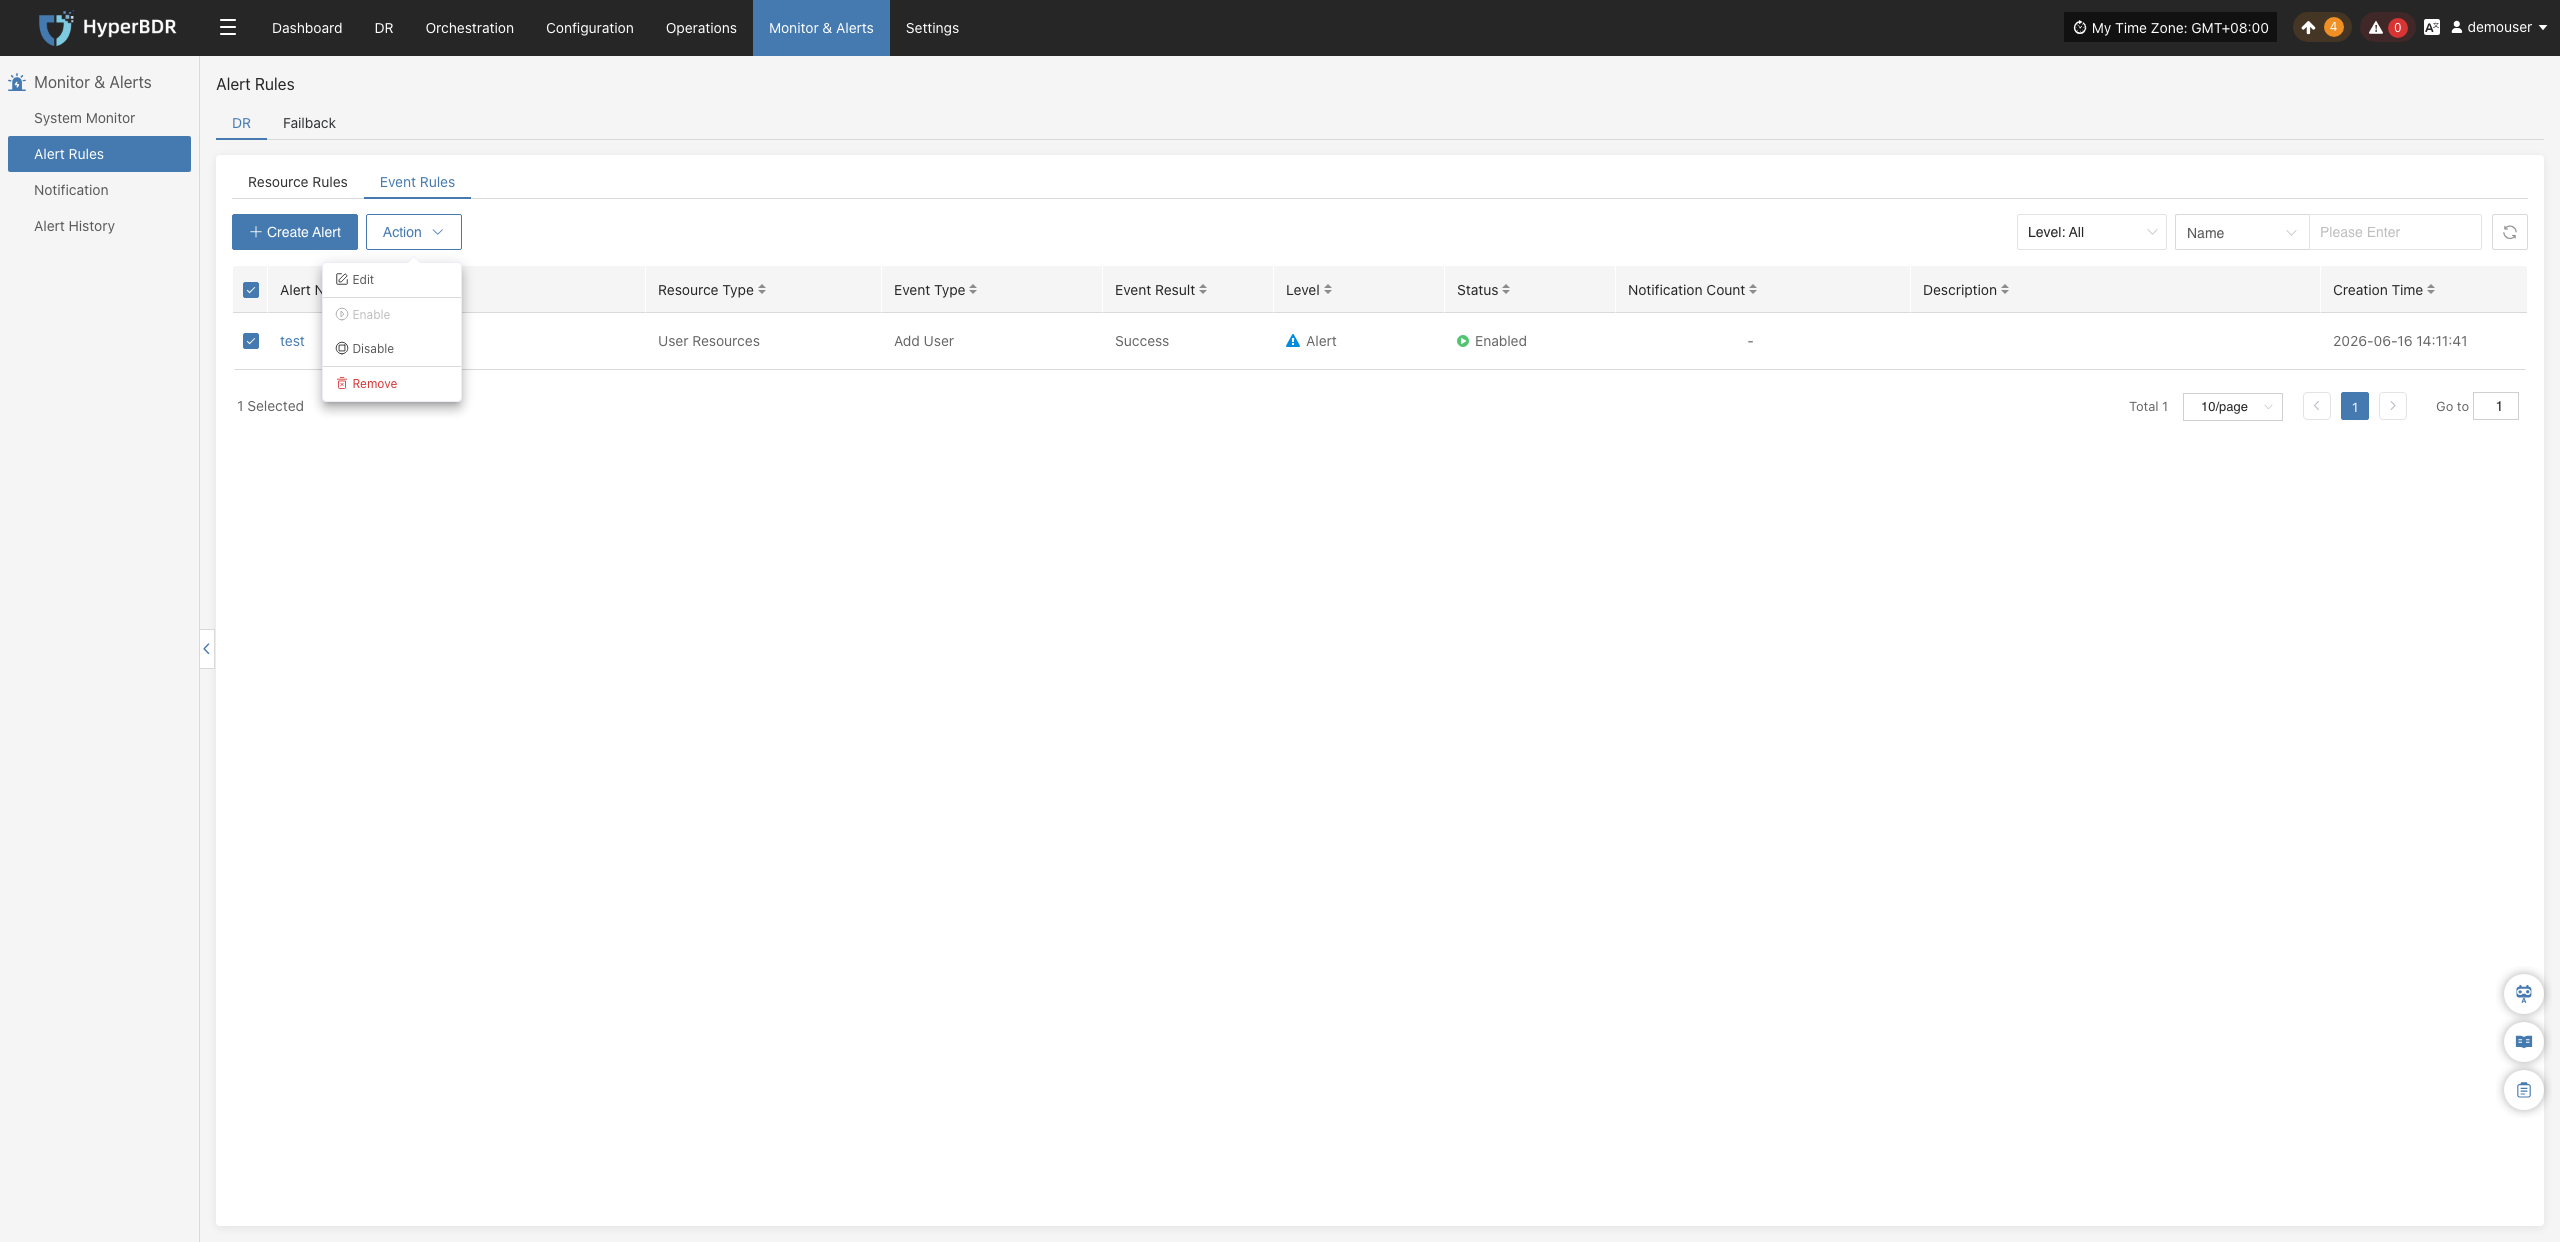 HyperBDR
Dashboard DR Orchestration Configuration Operations Monitor & Alerts Settings
My Time Zone: GMT+08:00 4 0 demouser
Monitor & Alerts
System Monitor
Alert Rules
Notification
Alert History
Alert Rules
DR Failback
Resource Rules Event Rules
Create Alert Action Level: All Name Please Enter
Alert N Resource Type Event Type Event Result Level Status Notification Count Description Creation Time
test User Resources Add User Success Alert Enabled - 2026-06-16 14:11:41
Edit
Enable
Disable
Remove
1 Selected Total 1 10/page 1 Go to 1